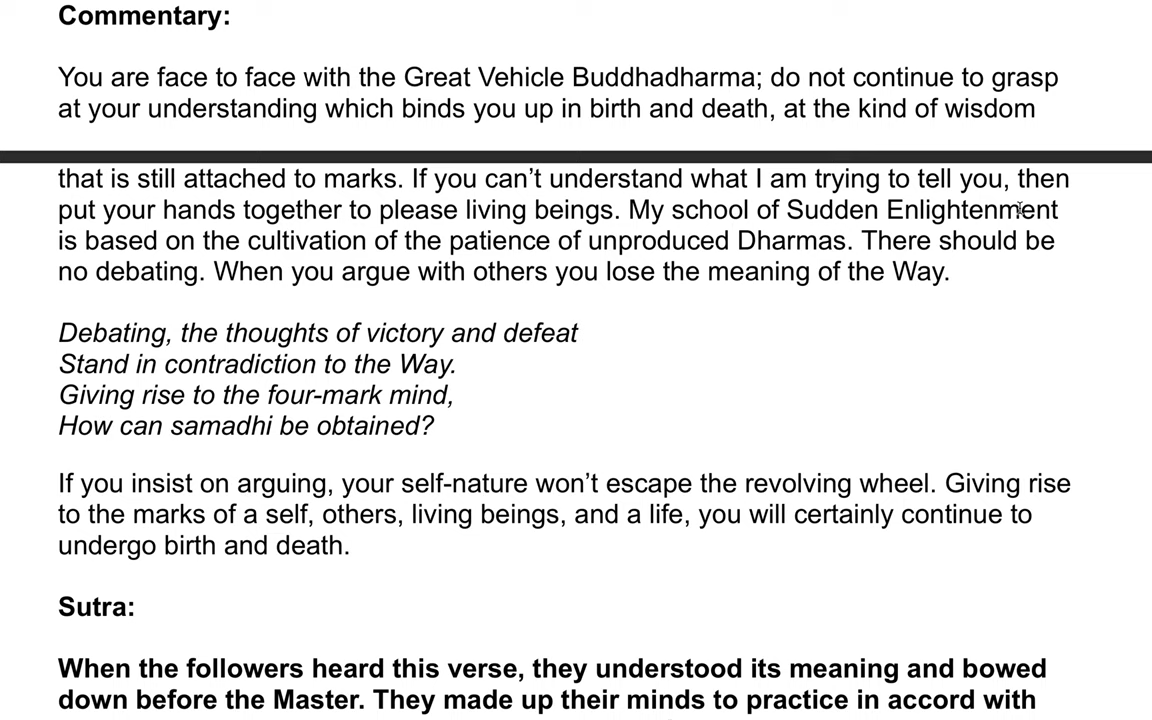 Commentary:
You are face to face with the Great Vehicle Buddhadharma; do not continue to grasp
at your understanding which binds you up in birth and death, at the kind of wisdom
that is still attached to marks. If you can’t understand what I am trying to tell you, then
put your hands together to please living beings. My school of Sudden Enlightenment
is based on the cultivation of the patience of unproduced Dharmas. There should be
no debating. When you argue with others you lose the meaning of the Way.
Debating, the thoughts of victory and defeat
Stand in contradiction to the Way.
Giving rise to the four-mark mind,
How can samadhi be obtained?
If you insist on arguing, your self-nature won’t escape the revolving wheel. Giving rise
to the marks of a self, others, living beings, and a life, you will certainly continue to
undergo birth and death.
Sutra:
When the followers heard this verse, they understood its meaning and bowed
down before the Master. They made up their minds to practice in accord with